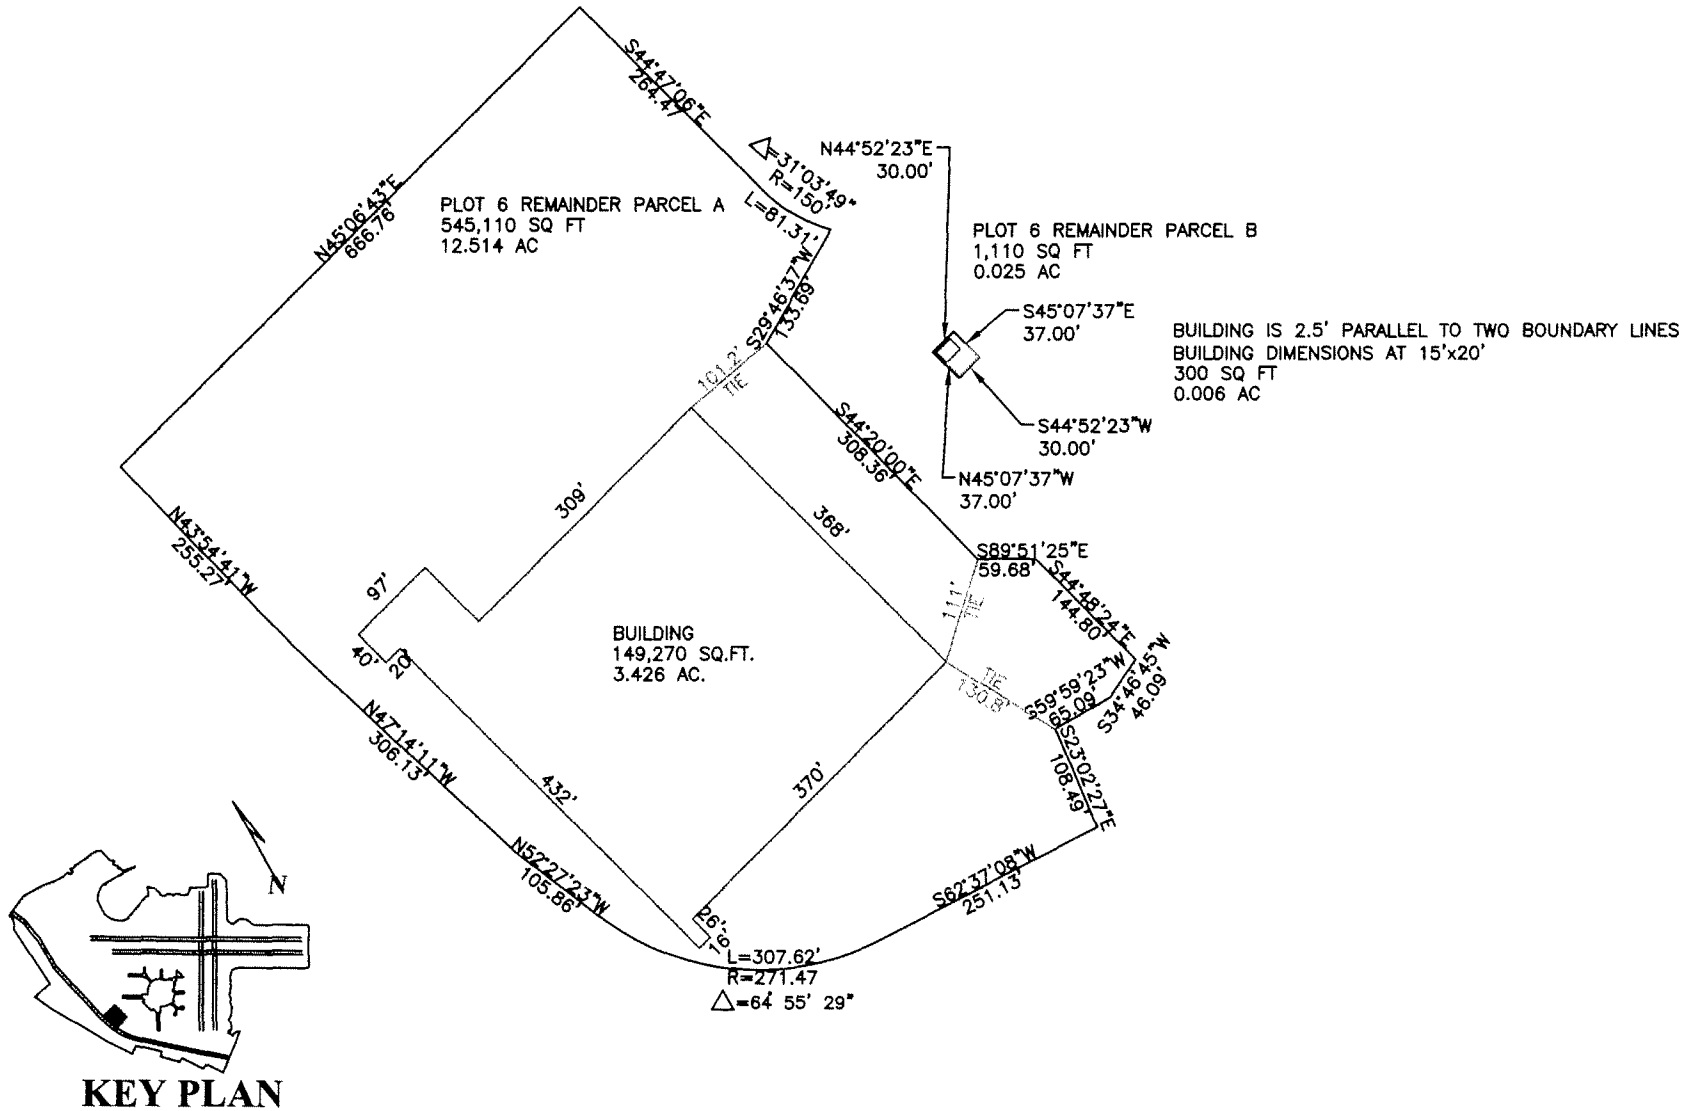 S44°47'06"E
264.47'
△=31°03'49"
R=150'
L=81.31'
N44°52'23"E
30.00'
N45°06'43"E
666.76'
PLOT 6 REMAINDER PARCEL A
545,110 SQ FT
12.514 AC
PLOT 6 REMAINDER PARCEL B
1,110 SQ FT
0.025 AC
S29°46'37"W
133.69'
S45°07'37"E
37.00'
BUILDING IS 2.5' PARALLEL TO TWO BOUNDARY LINES
BUILDING DIMENSIONS AT 15'x20'
300 SQ FT
0.006 AC
101.2'
TIE
S44°20'00"E
308.36'
S44°52'23"W
30.00'
N45°07'37"W
37.00'
309'
368'
N43°54'41"W
255.27'
S89°51'25"E
59.68'
S44°48'24"E
144.80'
97'
111'
TIE
BUILDING
149,270 SQ.FT.
3.426 AC.
40'
20'
TIE
130.8'
S59°59'23"W
65.09'
S34°46'45"W
46.09'
N47°14'11"W
306.13'
S23°02'27"E
108.49'
432'
370'
N52°27'23"W
105.86'
S62°37'08"W
251.13'
26'
16'
L=307.62'
R=271.47
△=64° 55' 29"
N
KEY PLAN